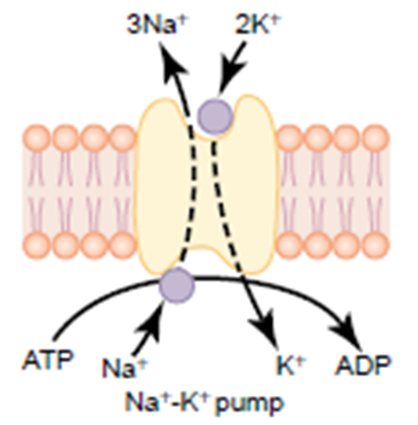 3Na⁺ 2K⁺
ATP Na⁺ K⁺ ADP
Na⁺-K⁺ pump